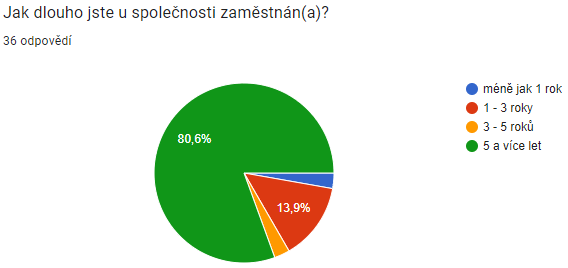 Jak dlouho jste u společnosti zaměstnán(a)?
36 odpovědí
méně jak 1 rok
1 - 3 roky
3 - 5 roků
5 a více let
80,6%
13,9%